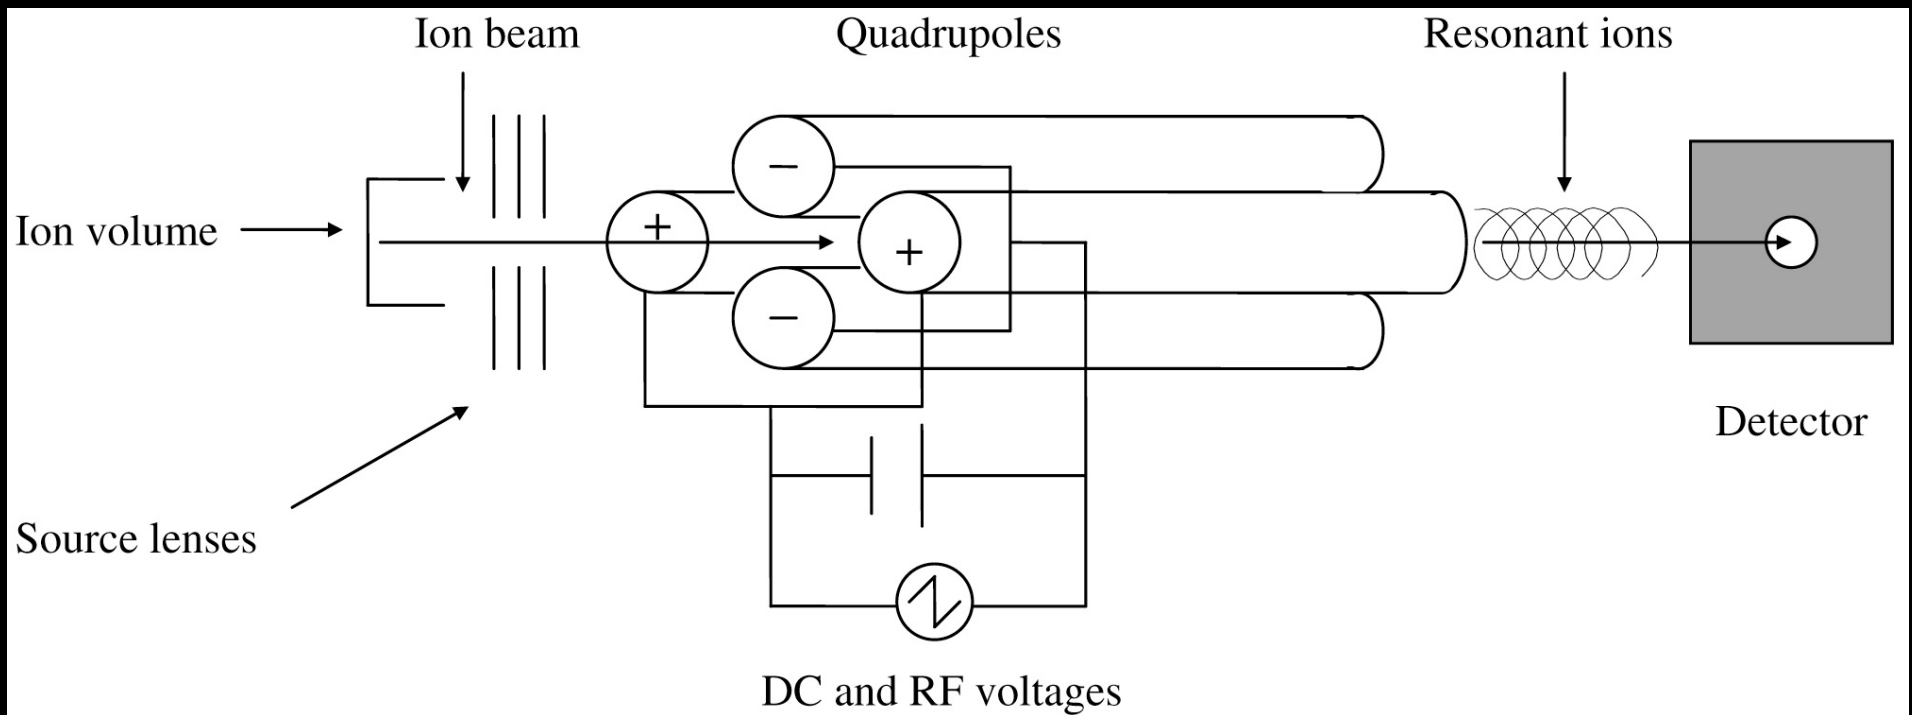 Ion beam
Quadrupoles
Resonant ions
−
+
Ion volume
+
−
Detector
Source lenses
DC and RF voltages